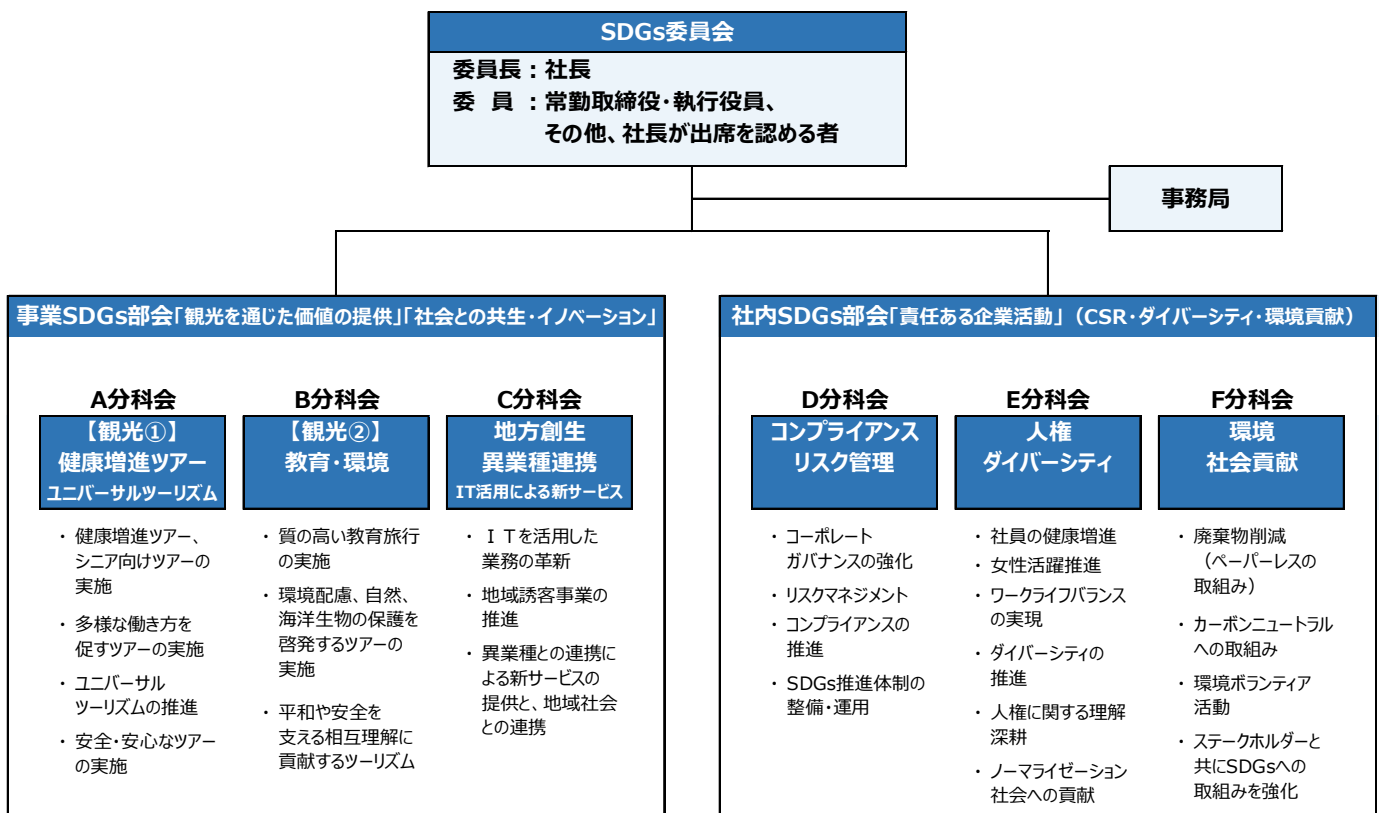 SDGs委員会
委員長：社長
委　員 ：常勤取締役・執行役員、
その他、社長が出席を認める者
事務局
事業SDGs部会「観光を通じた価値の提供」「社会との共生・イノベーション」
A分科会
【観光①】
健康増進ツアー
ユニバーサルツーリズム
・ 健康増進ツアー、
シニア向けツアーの
実施
・ 多様な働き方を
促すツアーの実施
・ ユニバーサル
ツーリズムの推進
・ 安全・安心なツアー
の実施
B分科会
【観光②】
教育・環境
・ 質の高い教育旅行
の実施
・ 環境配慮、自然、
海洋生物の保護を
啓発するツアーの
実施
・ 平和や安全を
支える相互理解に
貢献するツーリズム
C分科会
地方創生
異業種連携
IT活用による新サービス
・ ＩＴを活用した
業務の革新
・ 地域誘客事業の
推進
・ 異業種との連携に
よる新サービスの
提供と、地域社会
との連携
社内SDGs部会「責任ある企業活動」（CSR・ダイバーシティ・環境貢献）
D分科会
コンプライアンス
リスク管理
・ コーポレート
ガバナンスの強化
・ リスクマネジメント
・ コンプライアンスの
推進
・ SDGs推進体制の
整備・運用
E分科会
人権
ダイバーシティ
・ 社員の健康増進
・ 女性活躍推進
・ ワークライフバランス
の実現
・ ダイバーシティの
推進
・ 人権に関する理解
深耕
・ ノーマライゼーション
社会への貢献
F分科会
環境
社会貢献
・ 廃棄物削減
（ペーパーレスの
取組み）
・ カーボンニュートラル
への取組み
・ 環境ボランティア
活動
・ ステークホルダーと
共にSDGsへの
取組みを強化